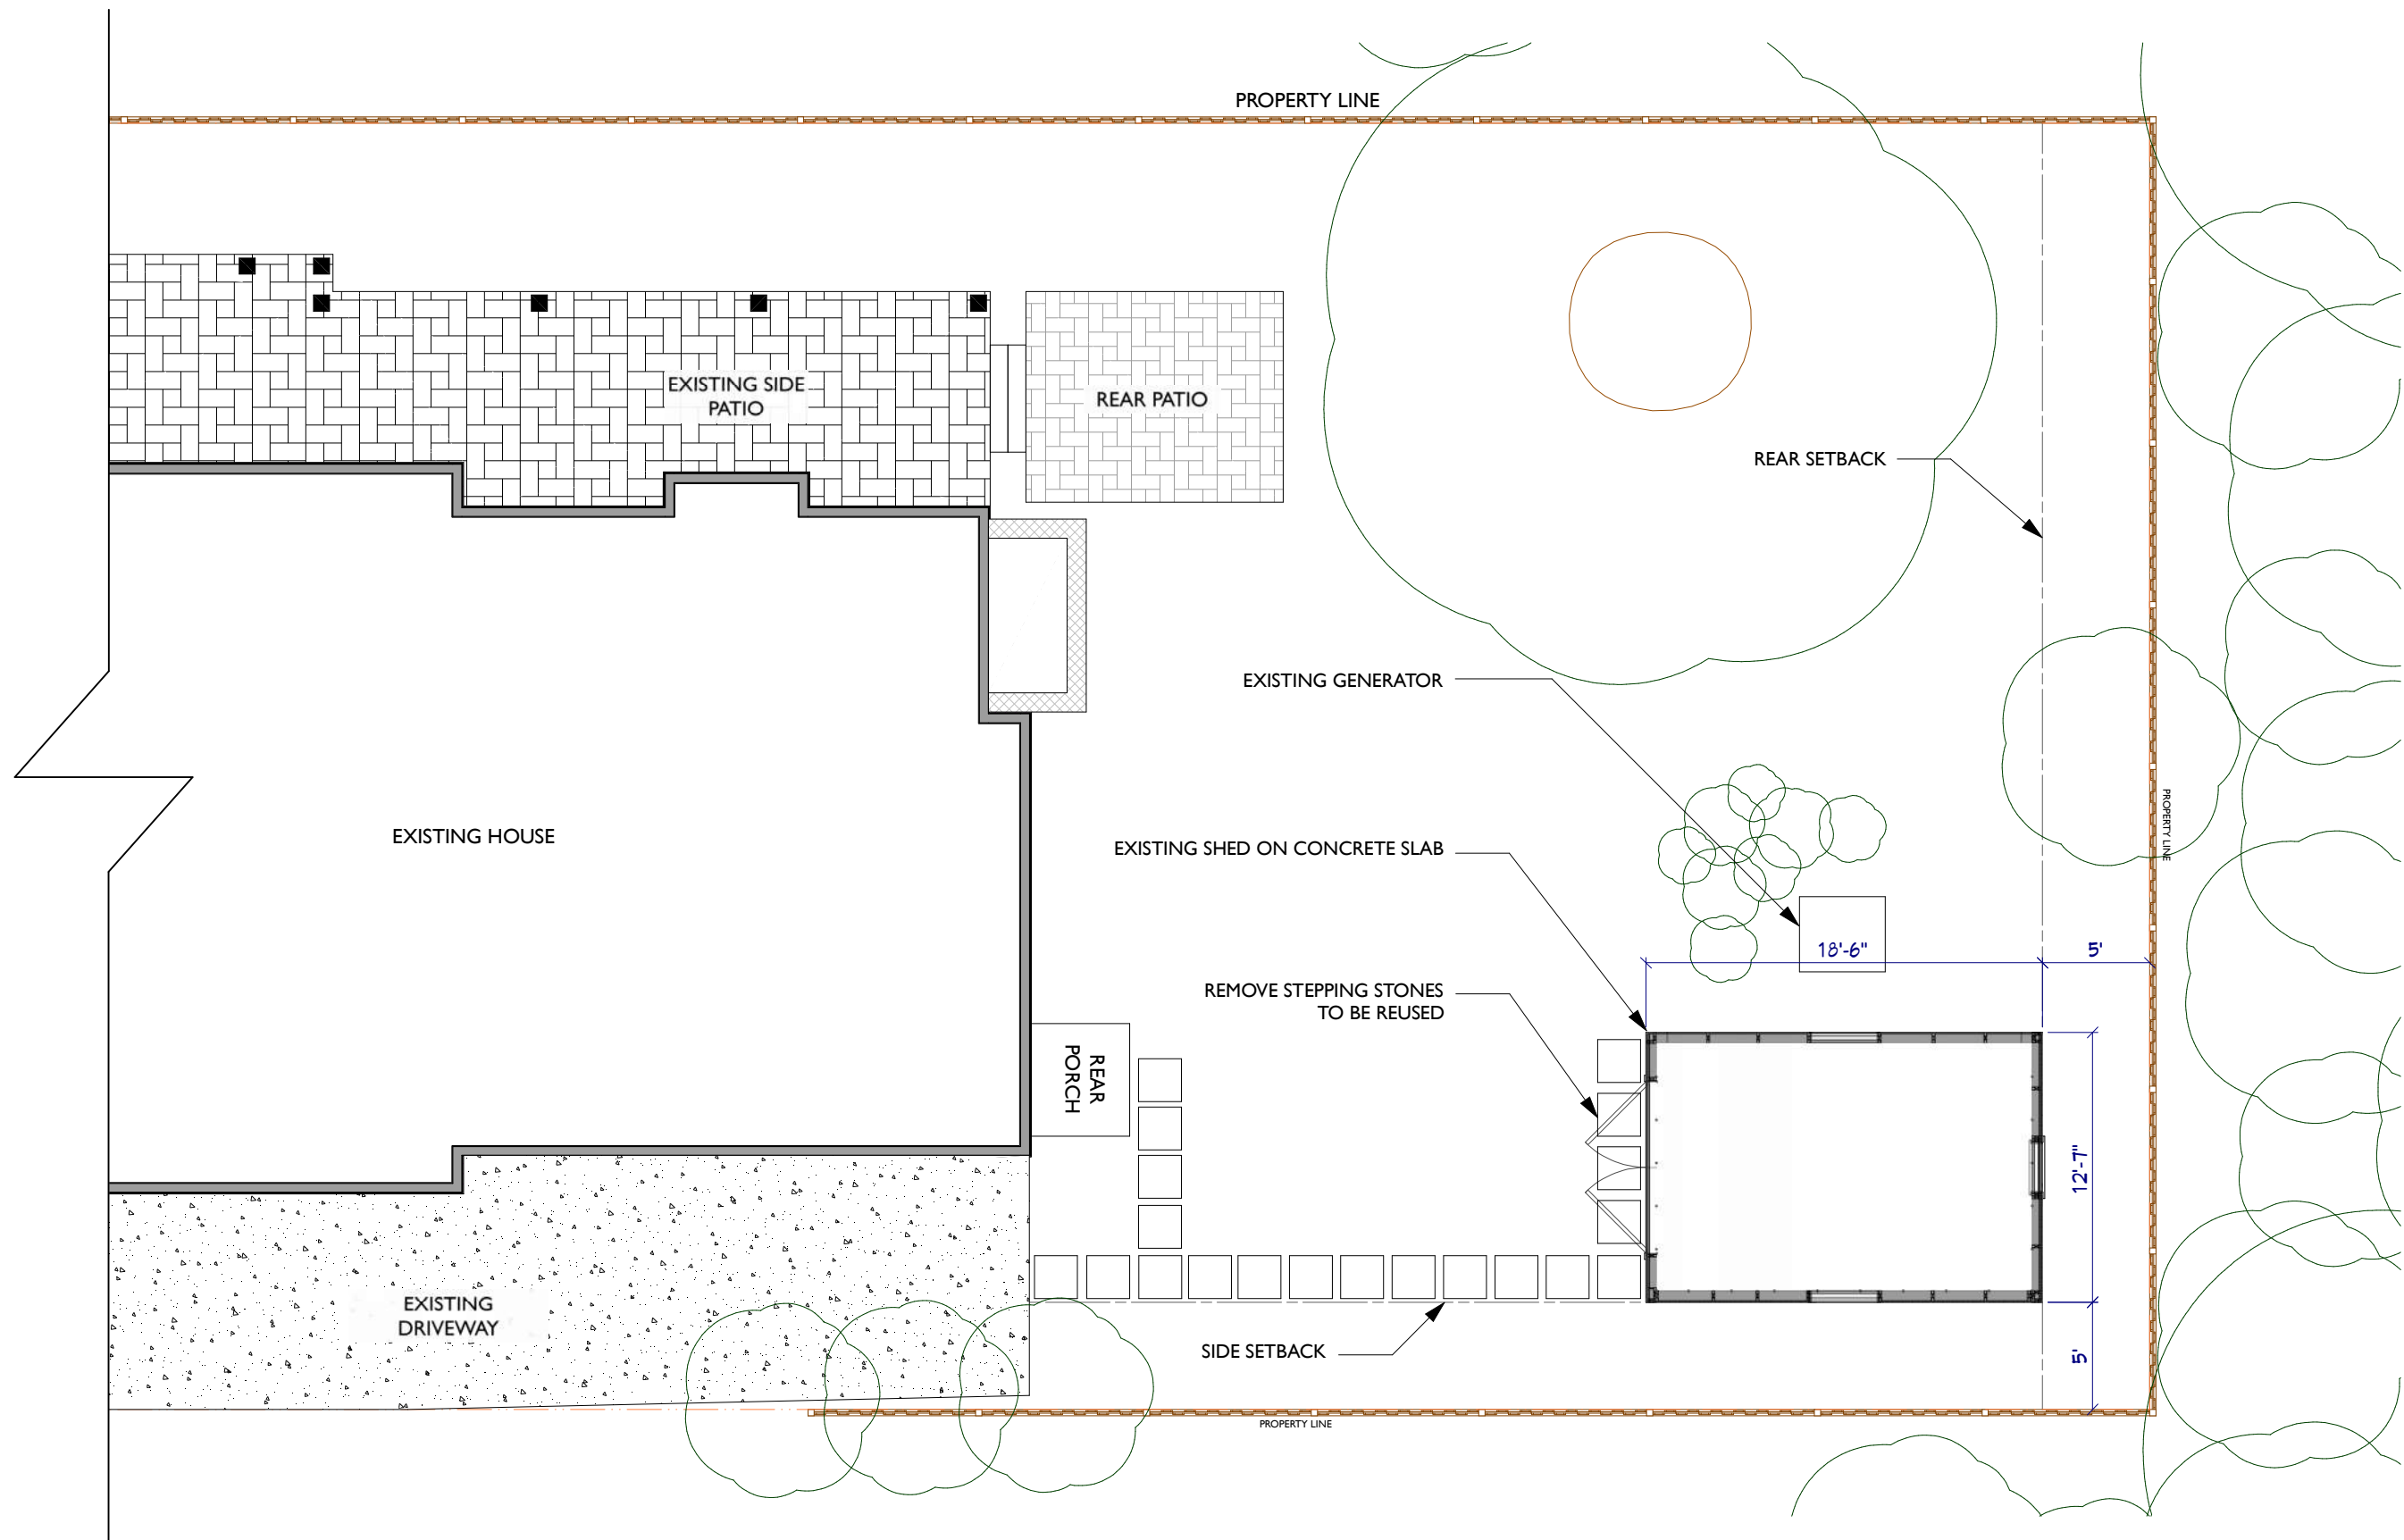 PROPERTY LINE
EXISTING SIDE
PATIO
REAR PATIO
REAR SETBACK
EXISTING GENERATOR
PROPERTY LINE
EXISTING HOUSE
EXISTING SHED ON CONCRETE SLAB
18'-6"
5'
REMOVE STEPPING STONES
TO BE REUSED
REAR
PORCH
12'-7"
EXISTING
DRIVEWAY
SIDE SETBACK
5'
PROPERTY LINE